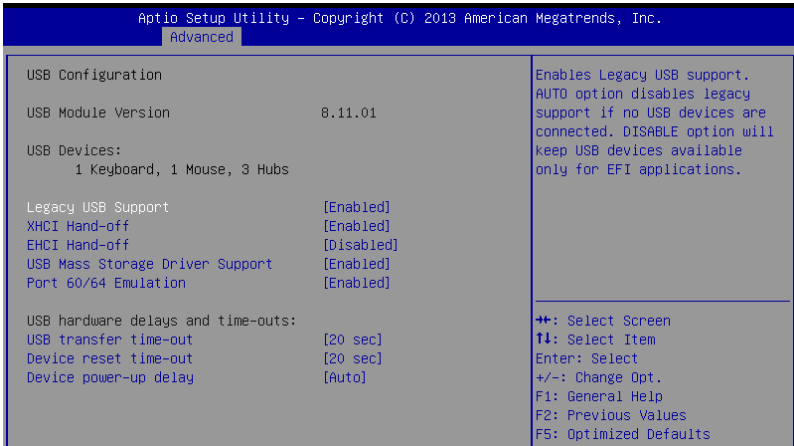 Aptio Setup Utility – Copyright (C) 2013 American Megatrends, Inc.
Advanced
USB Configuration
USB Module Version 8.11.01
USB Devices:
1 Keyboard, 1 Mouse, 3 Hubs
Legacy USB Support [Enabled]
XHCI Hand-off [Enabled]
EHCI Hand-off [Disabled]
USB Mass Storage Driver Support [Enabled]
Port 60/64 Emulation [Enabled]
USB hardware delays and time-outs:
USB transfer time-out [20 sec]
Device reset time-out [20 sec]
Device power-up delay [Auto]
Enables Legacy USB support.
AUTO option disables legacy
support if no USB devices are
connected. DISABLE option will
keep USB devices available
only for EFI applications.
→←: Select Screen
↑↓: Select Item
Enter: Select
+/-: Change Opt.
F1: General Help
F2: Previous Values
F5: Optimized Defaults